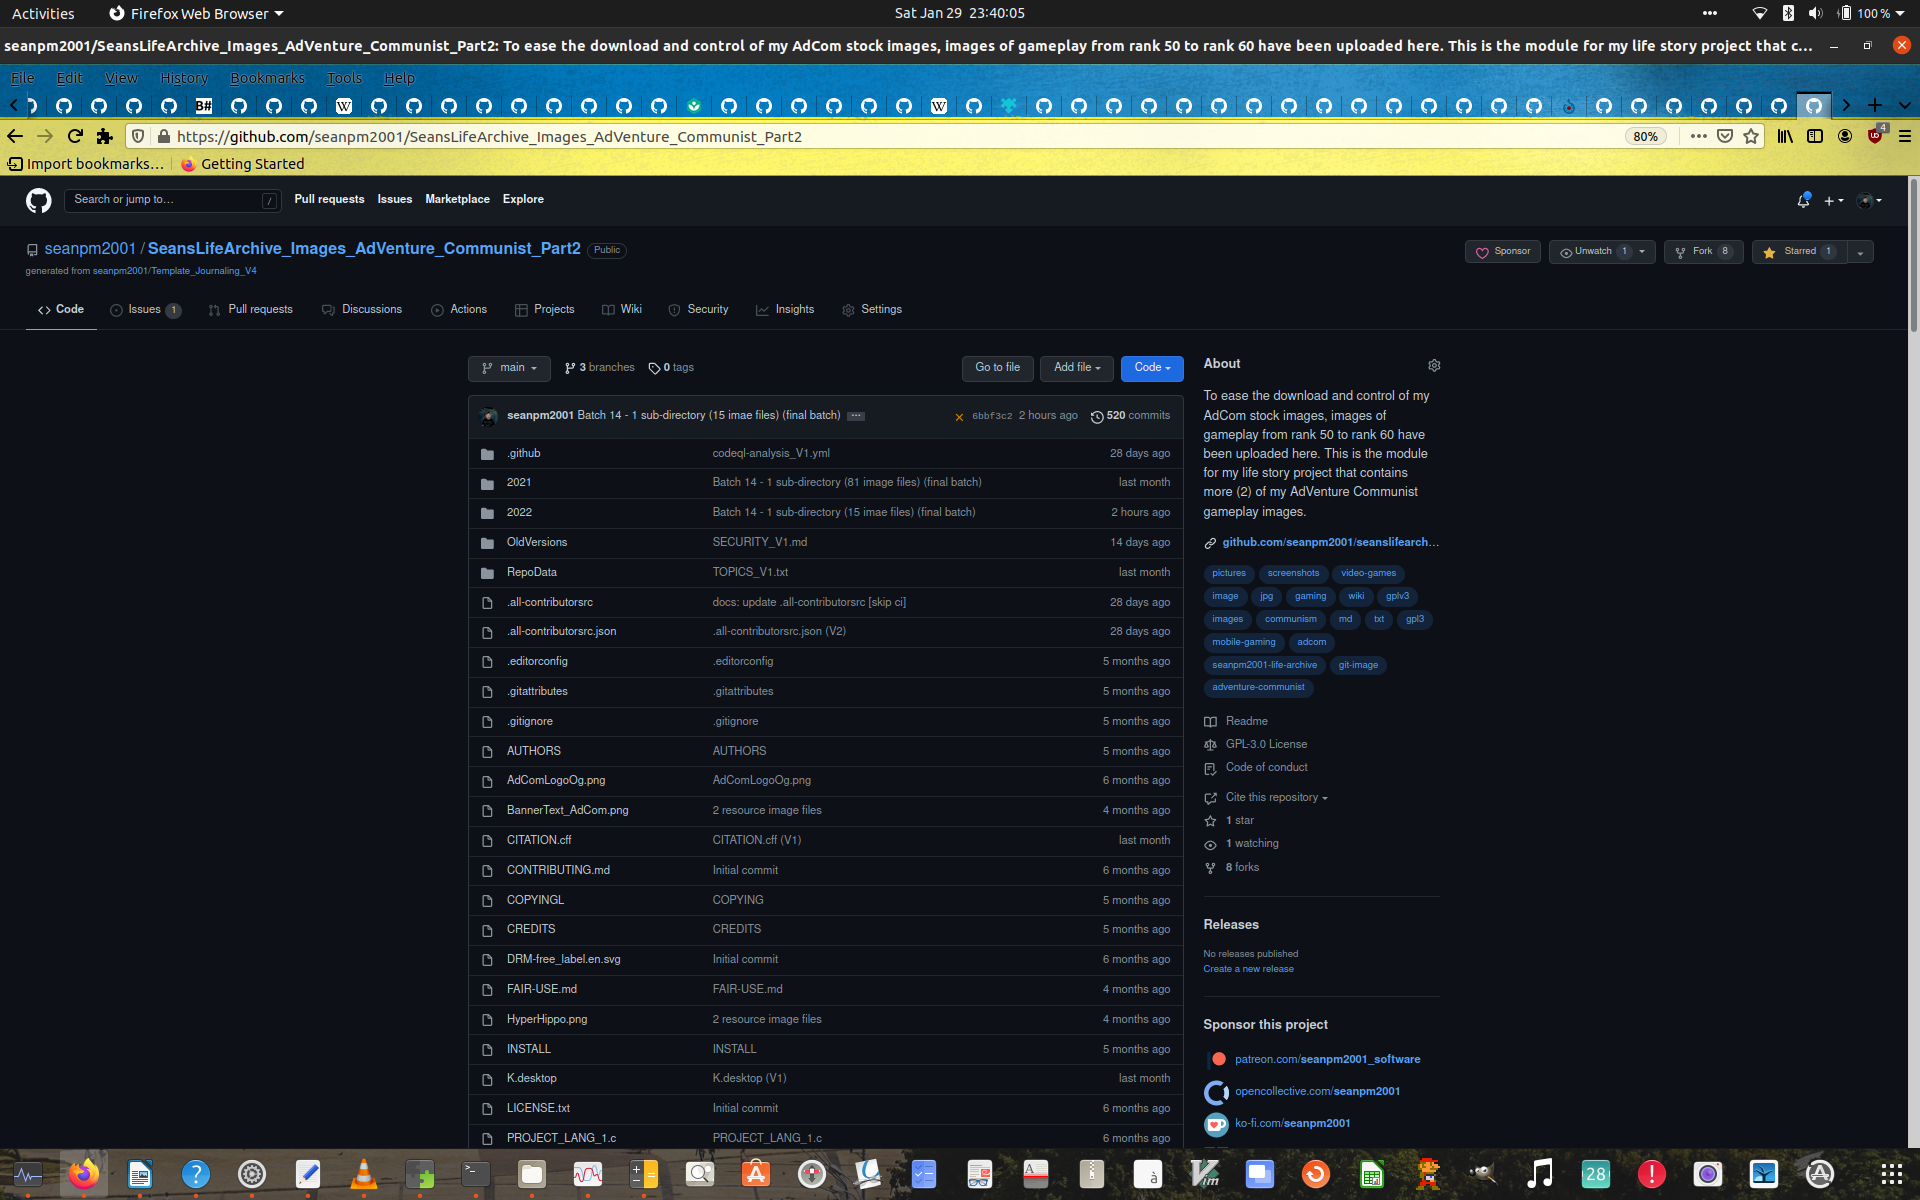 Activities
Firefox Web Browser
Sat Jan 29 23:40:05
100 %
seanpm2001/SeansLifeArchive_Images_AdVenture_Communist_Part2: To ease the download and control of my AdCom stock images, images of gameplay from rank 50 to rank 60 have been uploaded here. This is the module for my life story project that c...
File Edit View History Bookmarks Tools Help
https://github.com/seanpm2001/SeansLifeArchive_Images_AdVenture_Communist_Part2
80%
4
Import bookmarks...
Getting Started
Search or jump to...
/
Pull requests Issues Marketplace Explore
seanpm2001 / SeansLifeArchive_Images_AdVenture_Communist_Part2 Public
generated from seanpm2001/Template_Journaling_V4
Sponsor
Unwatch 1
Fork 8
Starred 1
Code
Issues 1
Pull requests
Discussions
Actions
Projects
Wiki
Security
Insights
Settings
main
3 branches
0 tags
Go to file
Add file
Code
seanpm2001 Batch 14 - 1 sub-directory (15 imae files) (final batch) 6bbf3c2 2 hours ago 520 commits
.github codeql-analysis_V1.yml 28 days ago
2021 Batch 14 - 1 sub-directory (81 image files) (final batch) last month
2022 Batch 14 - 1 sub-directory (15 imae files) (final batch) 2 hours ago
OldVersions SECURITY_V1.md 14 days ago
RepoData TOPICS_V1.txt last month
.all-contributorsrc docs: update .all-contributorsrc [skip ci] 28 days ago
.all-contributorsrc.json .all-contributorsrc.json (V2) 28 days ago
.editorconfig .editorconfig 5 months ago
.gitattributes .gitattributes 5 months ago
.gitignore .gitignore 5 months ago
AUTHORS AUTHORS 5 months ago
AdComLogoOg.png AdComLogoOg.png 6 months ago
BannerText_AdCom.png 2 resource image files 4 months ago
CITATION.cff CITATION.cff (V1) last month
CONTRIBUTING.md Initial commit 6 months ago
COPYINGL COPYING 5 months ago
CREDITS CREDITS 5 months ago
DRM-free_label.en.svg Initial commit 6 months ago
FAIR-USE.md FAIR-USE.md 4 months ago
HyperHippo.png 2 resource image files 4 months ago
INSTALL INSTALL 5 months ago
K.desktop K.desktop (V1) last month
LICENSE.txt Initial commit 6 months ago
PROJECT_LANG_1.c PROJECT_LANG_1.c 6 months ago
About
To ease the download and control of my
AdCom stock images, images of
gameplay from rank 50 to rank 60 have
been uploaded here. This is the module
for my life story project that contains
more (2) of my AdVenture Communist
gameplay images.
github.com/seanpm2001/seanslifearch...
pictures screenshots video-games
image jpg gaming wiki gplv3
images communism md txt gpl3
mobile-gaming adcom
seanpm2001-life-archive git-image
adventure-communist
Readme
GPL-3.0 License
Code of conduct
Cite this repository
1 star
1 watching
8 forks
Releases
No releases published
Create a new release
Sponsor this project
patreon.com/seanpm2001_software
opencollective.com/seanpm2001
ko-fi.com/seanpm2001
28